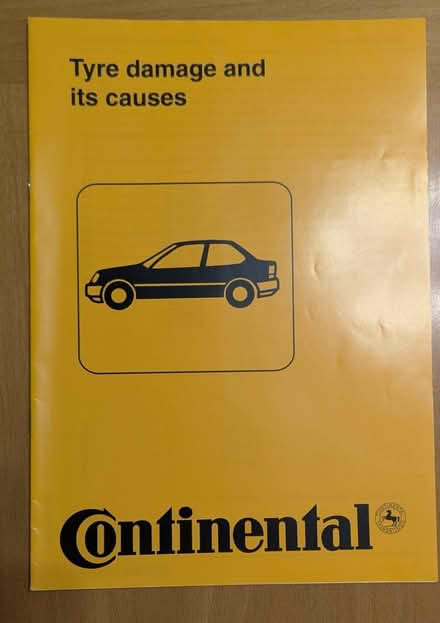 Tyre damage and
its causes
Continental